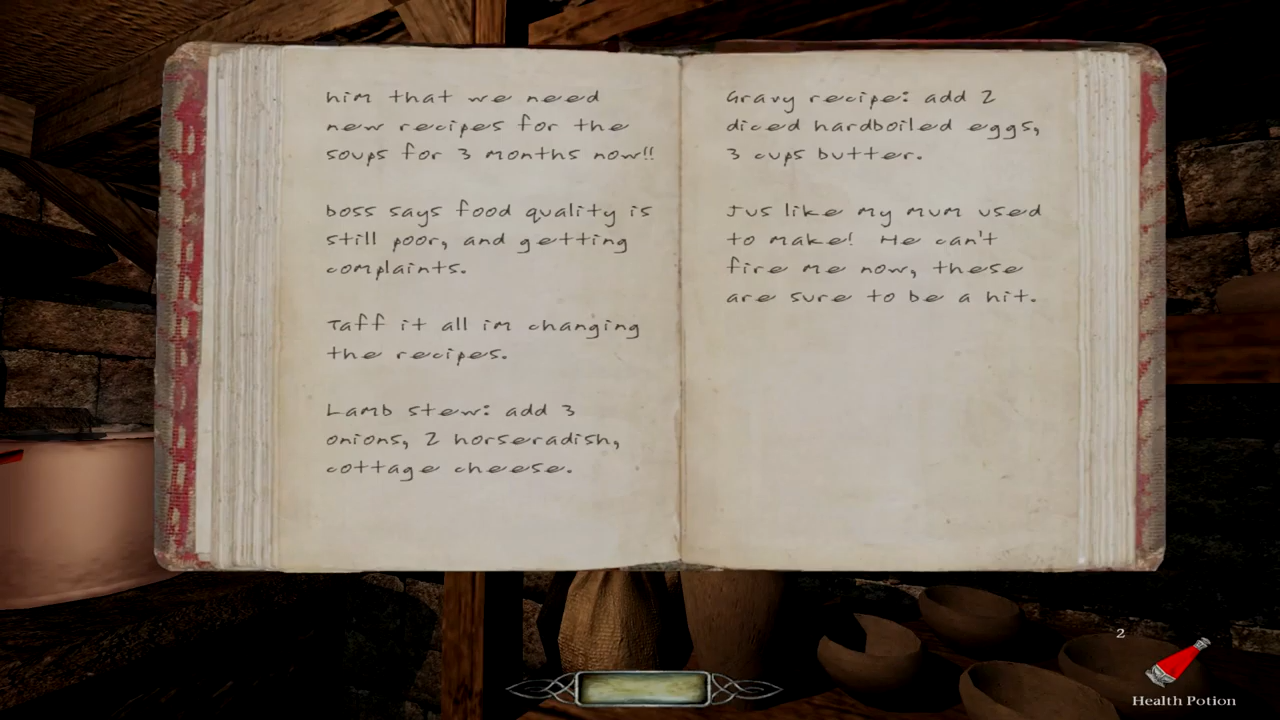 him that we need
new recipes for the
soups for 3 months now!!
boss says food quality is
still poor, and getting
complaints.
Taff it all im changing
the recipes.
Lamb stew: add 3
onions, 2 horseradish,
cottage cheese.
Gravy recipe: add 2
diced hardboiled eggs,
3 cups butter.
Jus like my mum used
to make! He can't
fire me now, these
are sure to be a hit.
2
Health Potion